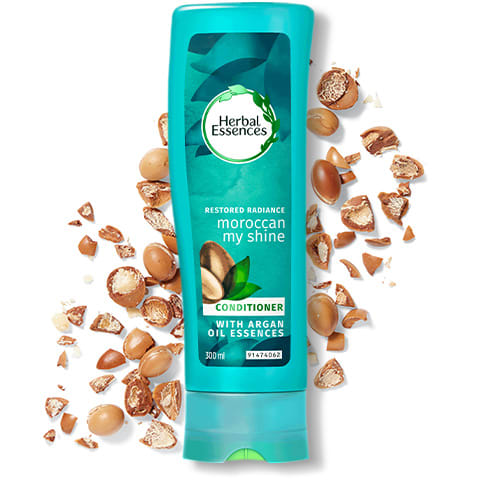 Herbal
Essences
RESTORED RADIANCE
moroccan
my shine
CONDITIONER
WITH ARGAN
OIL ESSENCES
300 ml
91474062